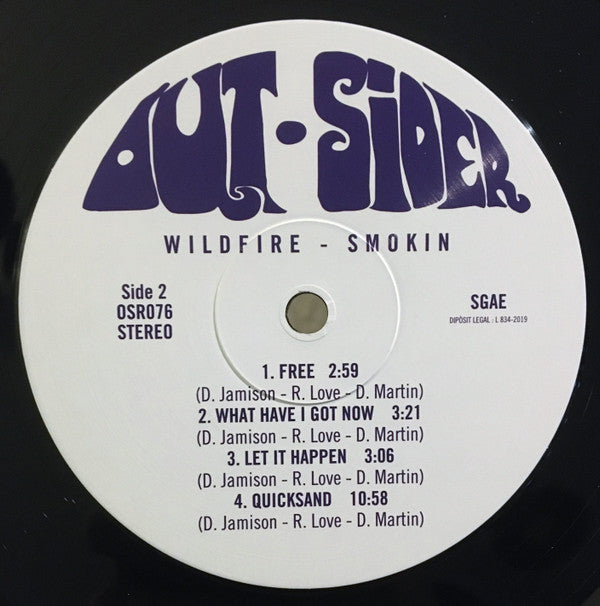 OUT-SiDER
WILDFIRE - SMOKIN
Side 2
OSR076
STEREO
SGAE
DIPÒSIT LEGAL : L 834-2019
1. FREE 2:59
(D. Jamison - R. Love - D. Martin)
2. WHAT HAVE I GOT NOW 3:21
(D. Jamison - R. Love - D. Martin)
3. LET IT HAPPEN 3:06
(D. Jamison - R. Love - D. Martin)
4. QUICKSAND 10:58
(D. Jamison - R. Love - D. Martin)